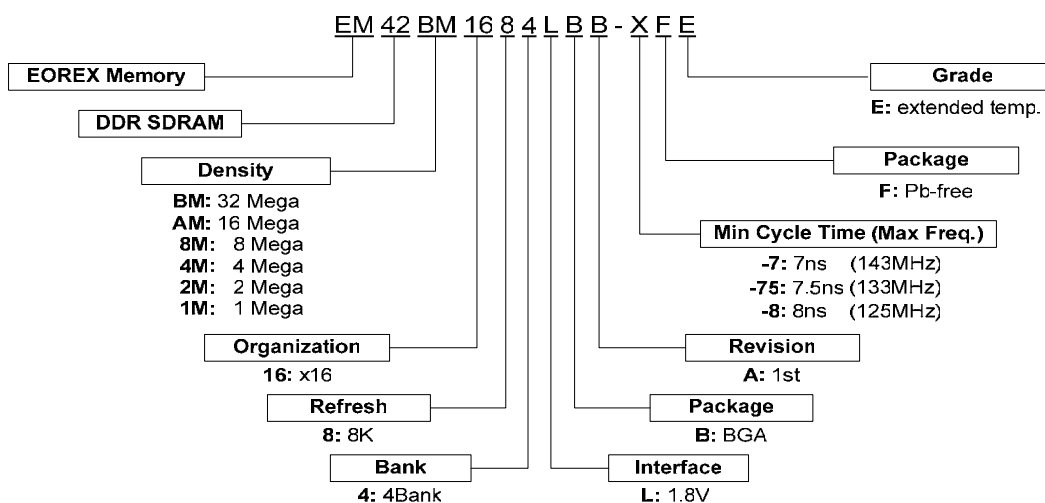 EM 42 BM 16 8 4 L B B - X F E
EOREX Memory
DDR SDRAM
Density
BM: 32 Mega
AM: 16 Mega
8M: 8 Mega
4M: 4 Mega
2M: 2 Mega
1M: 1 Mega
Organization
16: x16
Refresh
8: 8K
Bank
4: 4Bank
Grade
E: extended temp.
Package
F: Pb-free
Min Cycle Time (Max Freq.)
-7: 7ns (143MHz)
-75: 7.5ns (133MHz)
-8: 8ns (125MHz)
Revision
A: 1st
Package
B: BGA
Interface
L: 1.8V